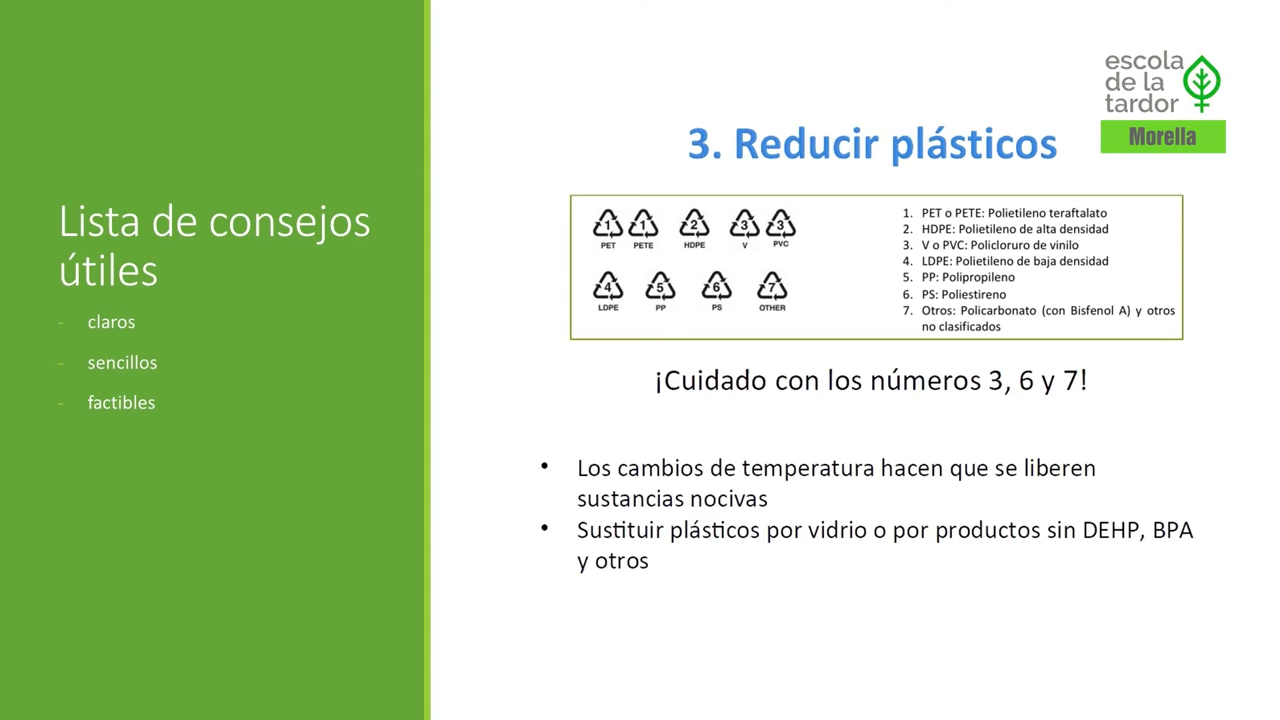 escola
de la
tardor
Morella
3. Reducir plásticos
Lista de consejos
útiles
- claros
- sencillos
- factibles
1 1 2 3 3
PET PETE HDPE V PVC
4 5 6 7
LDPE PP PS OTHER
1. PET o PETE: Polietileno teraftalato
2. HDPE: Polietileno de alta densidad
3. V o PVC: Policloruro de vinilo
4. LDPE: Polietileno de baja densidad
5. PP: Polipropileno
6. PS: Poliestireno
7. Otros: Policarbonato (con Bisfenol A) y otros
no clasificados
¡Cuidado con los números 3, 6 y 7!
• Los cambios de temperatura hacen que se liberen
sustancias nocivas
• Sustituir plásticos por vidrio o por productos sin DEHP, BPA
y otros